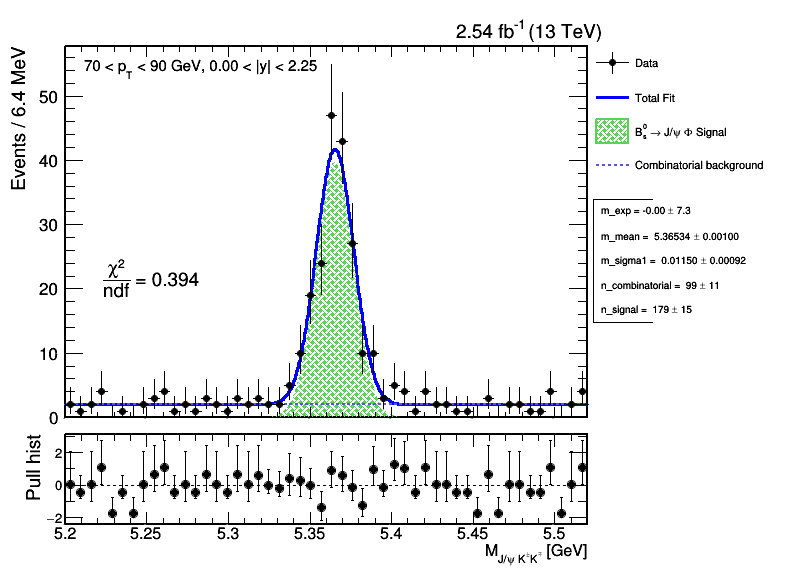 2.54 fb⁻¹ (13 TeV)
Events / 6.4 MeV
70 < p_T < 90 GeV, 0.00 < |y| < 2.25
χ²/ndf = 0.394
50
40
30
20
10
0
Data
Total Fit
B_s^0 → J/ψ Φ Signal
Combinatorial background
m_exp = -0.00 ± 7.3
m_mean = 5.36534 ± 0.00100
m_sigma1 = 0.01150 ± 0.00092
n_combinatorial = 99 ± 11
n_signal = 179 ± 15
Pull hist
2
0
−2
5.2 5.25 5.3 5.35 5.4 5.45 5.5
M_{J/ψ K^± K^∓} [GeV]